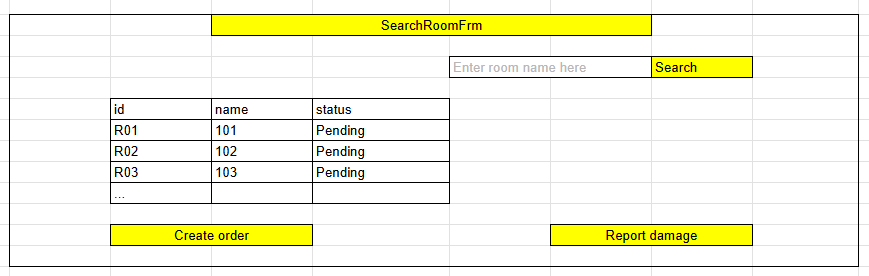 SearchRoomFrm
Enter room name here Search
id name status
R01 101 Pending
R02 102 Pending
R03 103 Pending
...
Create order Report damage